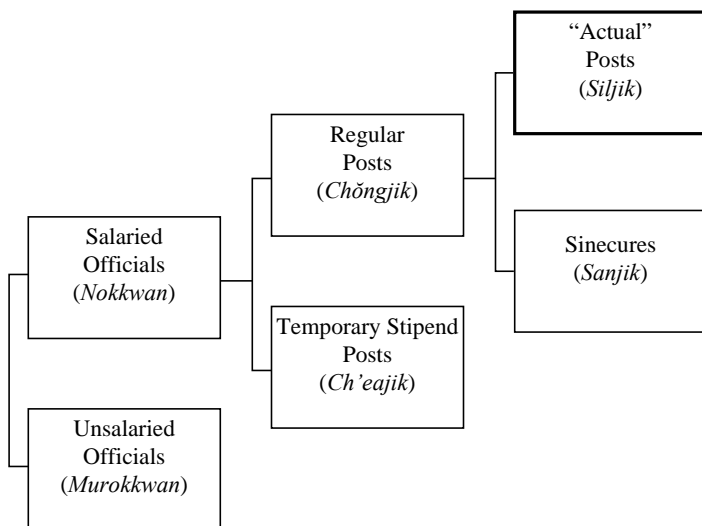 “Actual”
Posts
(Siljik)
Regular
Posts
(Chŏngjik)
Salaried
Officials
(Nokkwan)
Sinecures
(Sanjik)
Temporary Stipend
Posts
(Ch’eajik)
Unsalaried
Officials
(Murokkwan)